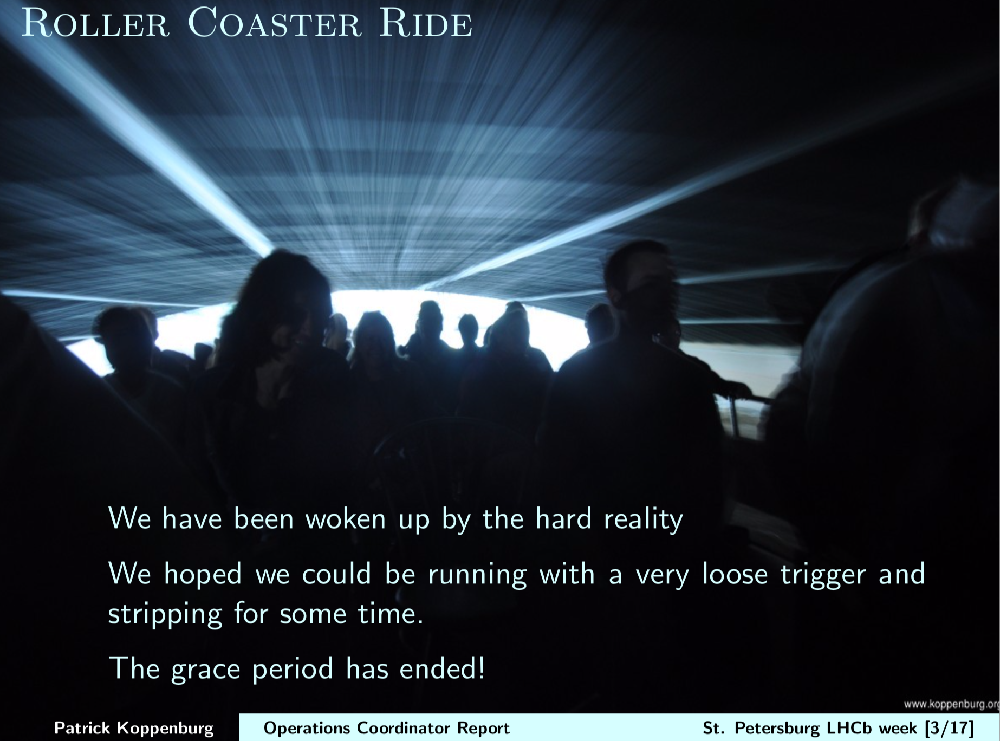 Roller Coaster Ride
We have been woken up by the hard reality
We hoped we could be running with a very loose trigger and
stripping for some time.
The grace period has ended!
www.koppenburg.org
Patrick Koppenburg Operations Coordinator Report St. Petersburg LHCb week [3/17]